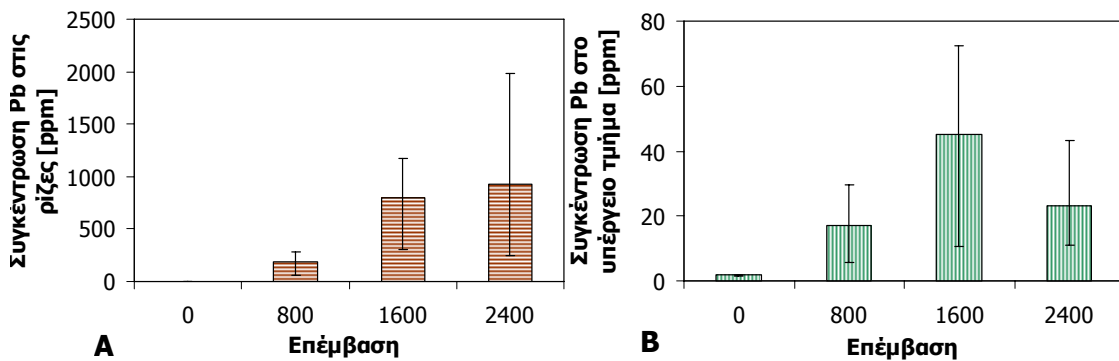 Συγκέντρωση Pb στις
ρίζες [ppm]
2500
2000
1500
1000
500
0
0 800 1600 2400
Επέμβαση
A
Συγκέντρωση Pb στο
υπέργειο τμήμα [ppm]
80
60
40
20
0
0 800 1600 2400
Επέμβαση
B